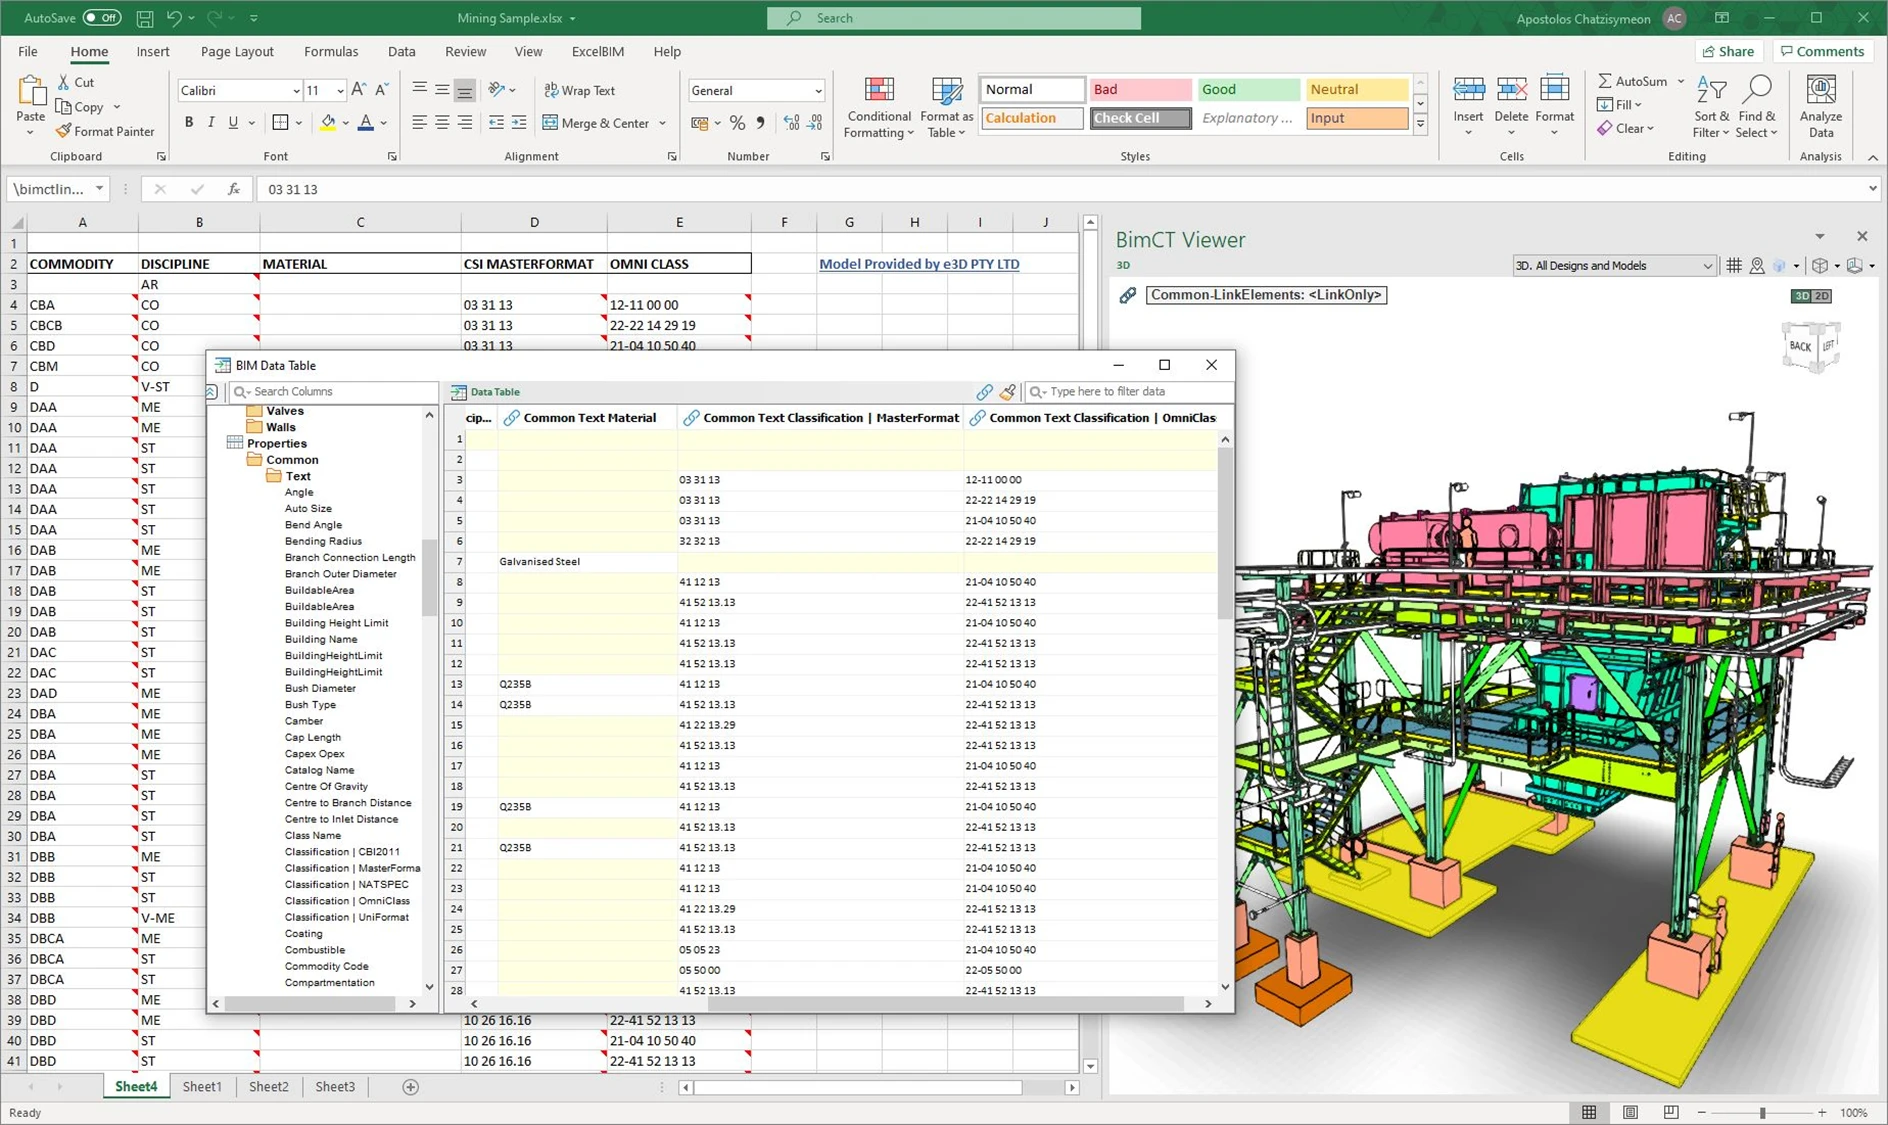 AutoSave Off Mining Sample.xlsx Search Apostolos Chatzisymeon AC
File Home Insert Page Layout Formulas Data Review View ExcelBIM Help Share Comments
Cut Calibri 11 Wrap Text General Normal Bad Good Neutral AutoSum
Copy Fill
Paste Format Painter B I U Merge & Center Conditional Formatting Format as Table Calculation Check Cell Explanatory ... Input Insert Delete Format Clear Sort & Filter Find & Select Analyze Data
Clipboard Font Alignment Number Styles Cells Editing Analysis
\bimctlin... fx 03 31 13
A B C D E F G H I J
1
2 COMMODITY DISCIPLINE MATERIAL CSI MASTERFORMAT OMNI CLASS Model Provided by e3D PTY LTD
3 AR
4 CBA CO 03 31 13 12-11 00 00
5 CBCB CO 03 31 13 22-22 14 29 19
6 CBD CO 03 31 13 21-04 10 50 40
7 CBM CO
8 D V-ST
9 DAA ME
10 DAA ME
11 DAA ST
12 DAA ST
13 DAA ST
14 DAA ST
15 DAA ST
16 DAB ME
17 DAB ME
18 DAB ST
19 DAB ST
20 DAB ST
21 DAC ST
22 DAC ST
23 DAD ME
24 DBA ME
25 DBA ME
26 DBA ME
27 DBA ST
28 DBA ST
29 DBA ST
30 DBA ST
31 DBB ME
32 DBB ST
33 DBB ST
34 DBB V-ME
35 DBCA ME
36 DBCA ST
37 DBCA ST
38 DBD ME
39 DBD ME 10 26 16.16 22-41 52 13 13
40 DBD ST 10 26 16.16 21-04 10 50 40
41 DBD ST 10 26 16.16 22-41 52 13 13
BIM Data Table
Search Columns
Valves
Walls
Properties
Common
Text
Angle
Auto Size
Bend Angle
Bending Radius
Branch Connection Length
Branch Outer Diameter
BuildableArea
BuildableArea
Building Height Limit
Building Name
BuildingHeightLimit
BuildingHeightLimit
Bush Diameter
Bush Type
Camber
Cap Length
Capex Opex
Catalog Name
Centre Of Gravity
Centre to Branch Distance
Centre to Inlet Distance
Class Name
Classification | CBI2011
Classification | MasterForma
Classification | NATSPEC
Classification | OmniClass
Classification | UniFormat
Coating
Combustible
Commodity Code
Compartmentation
Data Table Type here to filter data
cip... Common Text Material Common Text Classification | MasterFormat Common Text Classification | OmniClas
1
2
3 03 31 13 12-11 00 00
4 03 31 13 22-22 14 29 19
5 03 31 13 21-04 10 50 40
6 32 32 13 22-22 14 29 19
7 Galvanised Steel
8 41 12 13 21-04 10 50 40
9 41 52 13.13 22-41 52 13 13
10 41 12 13 21-04 10 50 40
11 41 52 13.13 22-41 52 13 13
12 41 52 13.13 22-41 52 13 13
13 Q235B 41 12 13 21-04 10 50 40
14 Q235B 41 52 13.13 22-41 52 13 13
15 41 22 13.29 22-41 52 13 13
16 41 52 13.13 22-41 52 13 13
17 41 12 13 21-04 10 50 40
18 41 52 13.13 22-41 52 13 13
19 Q235B 41 12 13 21-04 10 50 40
20 41 52 13.13 22-41 52 13 13
21 Q235B 41 52 13.13 22-41 52 13 13
22 41 12 13 21-04 10 50 40
23 41 12 13 21-04 10 50 40
24 41 22 13.29 22-41 52 13 13
25 41 52 13.13 22-41 52 13 13
26 05 05 23 21-04 10 50 40
27 05 50 00 22-05 50 00
28 41 52 13.13 22-41 52 13 13
BimCT Viewer
3D 3D. All Designs and Models
Common-LinkElements: <LinkOnly> 3D 2D
BACK LEFT
Sheet4 Sheet1 Sheet2 Sheet3
Ready 100%